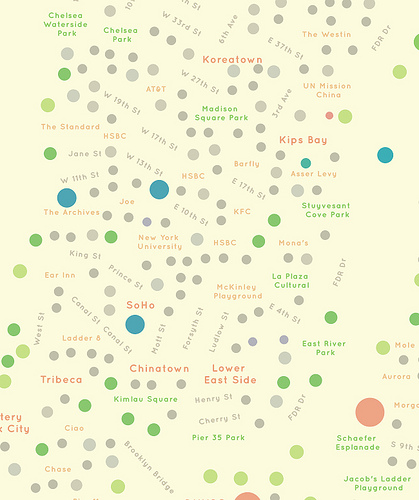 Chelsea
Waterside
Park
Chelsea
Park
W 33rd St
6th Ave
E 37th St
The Westin
FDR Dr
Koreatown
W 27th St
AT&T
UN Mission
China
W 19th St
Madison
Square Park
3rd Ave
The Standard
HSBC
W 17th St
Kips Bay
Jane St
W 13th St
Barfly
Asser Levy
W 11th St
HSBC
E 17th St
The Archives
Joe
E 10th St
KFC
Stuyvesant
Cove Park
New York
University
HSBC
Mona's
King St
Ear Inn
Prince St
La Plaza
Cultural
FDR Dr
McKinley
Playground
Canal St
Canal St
SoHo
E 4th St
West St
Ladder 8
Mott St
Forsyth St
Ludlow St
East River
Park
Mole
Tribeca
Chinatown
Lower
East Side
Aurora
Kimlau Square
Henry St
FDR Dr
Morgo
tery
k City
Ciao
Cherry St
Pier 35 Park
Schaefer
Esplanade
S 9th S
Brooklyn Bridge
Chase
Jacob's Ladder
Playground